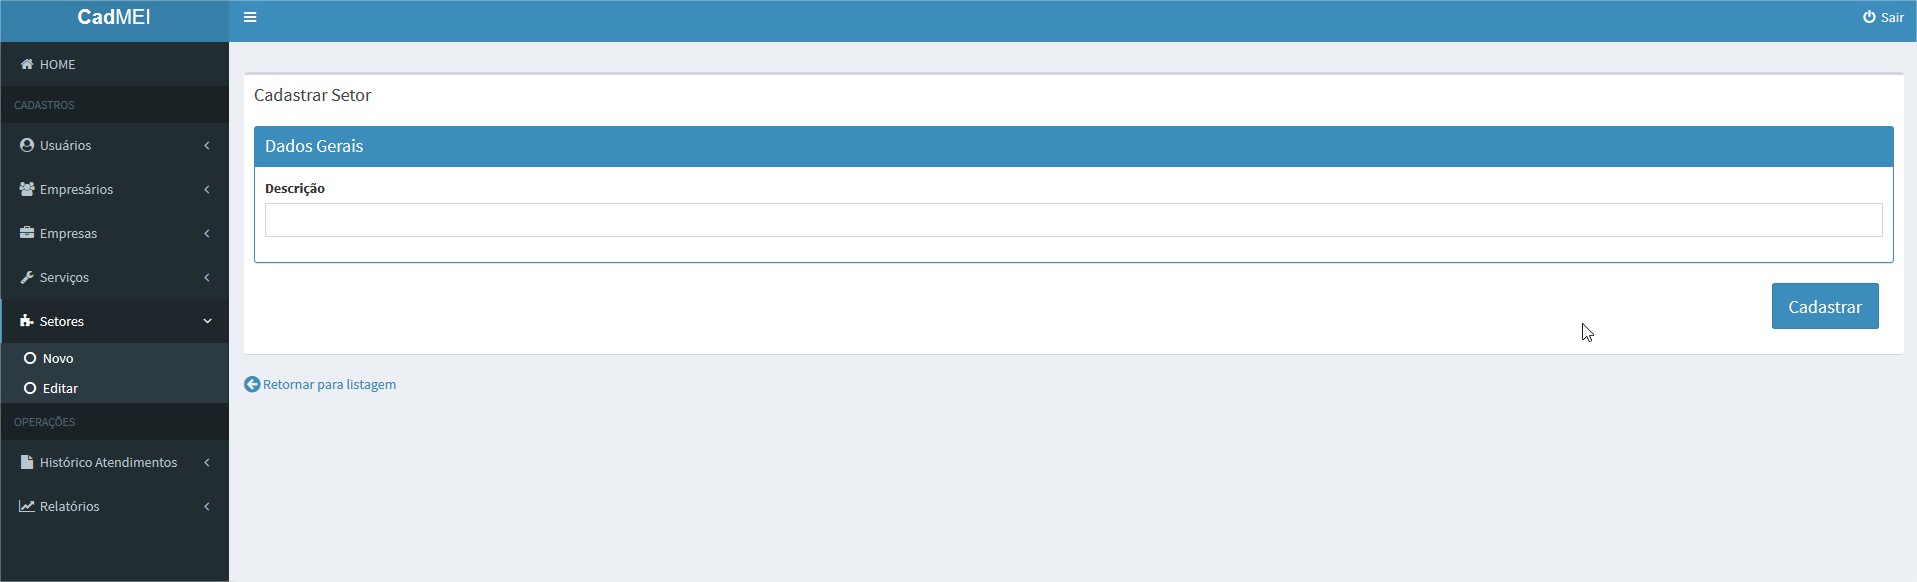 CadMEI
Sair
HOME
CADASTROS
Usuários
Empresários
Empresas
Serviços
Setores
Novo
Editar
OPERAÇÕES
Histórico Atendimentos
Relatórios
Cadastrar Setor
Dados Gerais
Descrição
Cadastrar
Retornar para listagem